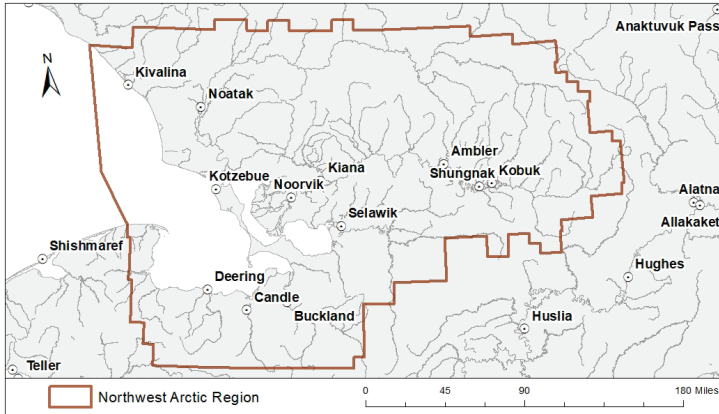 Anaktuvuk Pass
N
Kivalina
Noatak
Ambler
Kiana
Shungnak
Kobuk
Kotzebue
Noorvik
Alatna
Allakaket
Selawik
Shishmaref
Hughes
Deering
Candle
Buckland
Huslia
Teller
Northwest Arctic Region
0 45 90 180 Miles